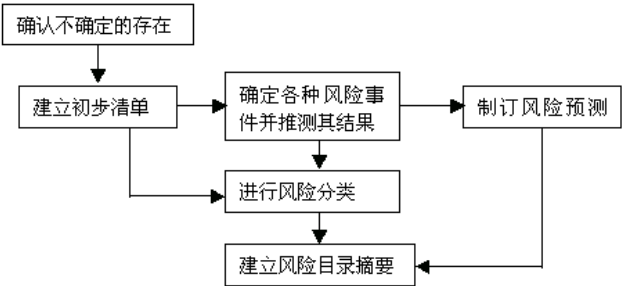 确认不确定的存在
建立初步清单
确定各种风险事
件并推测其结果
制订风险预测
进行风险分类
建立风险目录摘要